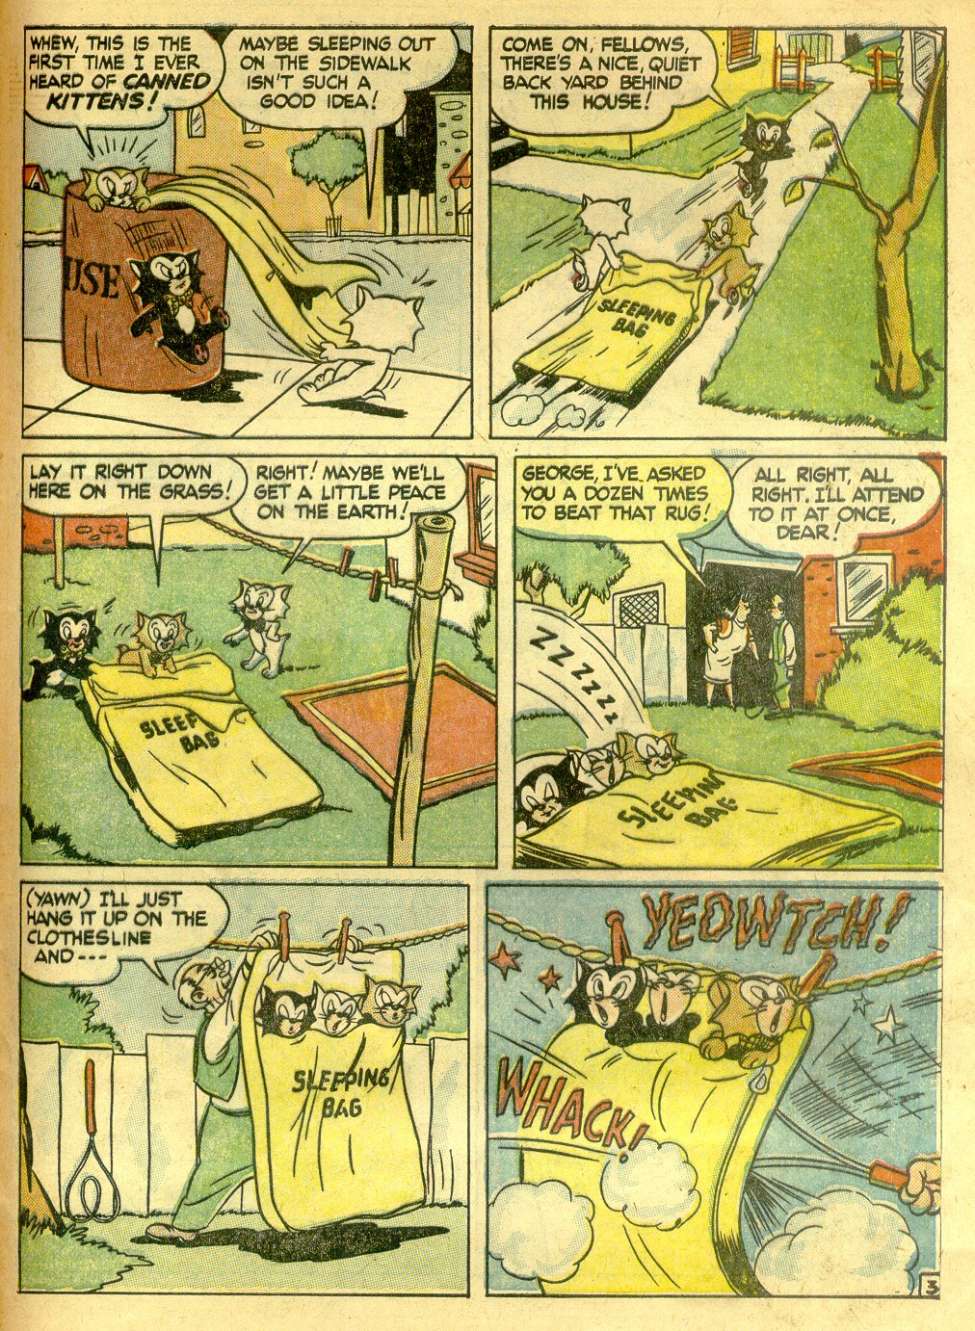 WHEW, THIS IS THE
FIRST TIME I EVER
HEARD OF CANNED
KITTENS!
MAYBE SLEEPING OUT
ON THE SIDEWALK
ISN'T SUCH A
GOOD IDEA!
USE
COME ON, FELLOWS,
THERE'S A NICE, QUIET
BACK YARD BEHIND
THIS HOUSE!
SLEEPING
BAG
LAY IT RIGHT DOWN
HERE ON THE GRASS!
RIGHT! MAYBE WE'LL
GET A LITTLE PEACE
ON THE EARTH!
SLEEP
BAG
GEORGE, I'VE ASKED
YOU A DOZEN TIMES
TO BEAT THAT RUG!
ALL RIGHT, ALL
RIGHT. I'LL ATTEND
TO IT AT ONCE,
DEAR!
ZZZZZZZ
SLEEPING
BAG
(YAWN) I'LL JUST
HANG IT UP ON THE
CLOTHESLINE
AND---
SLEEPING
BAG
YEOWTCH!
WHACK!
3